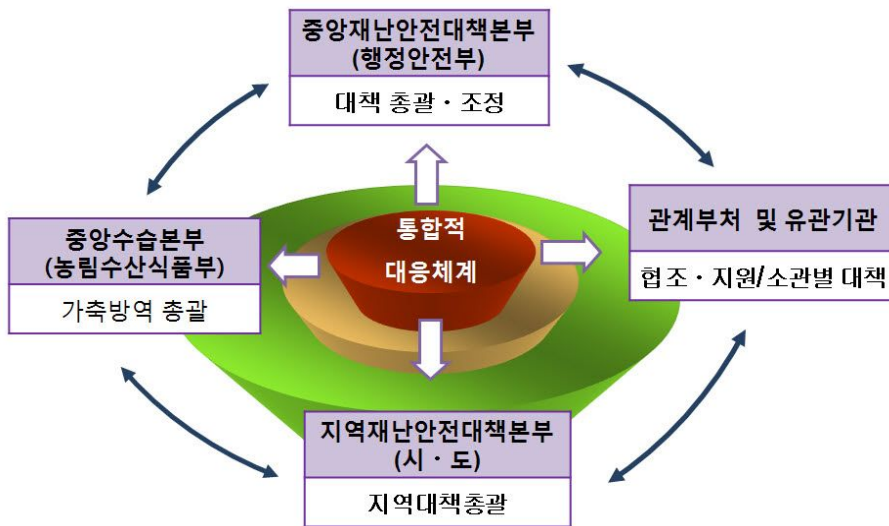 중앙재난안전대책본부
(행정안전부)
대책 총괄 · 조정
중앙수습본부
(농림수산식품부)
가축방역 총괄
통합적
대응체계
관계부처 및 유관기관
협조 · 지원/소관별 대책
지역재난안전대책본부
(시 · 도)
지역대책총괄